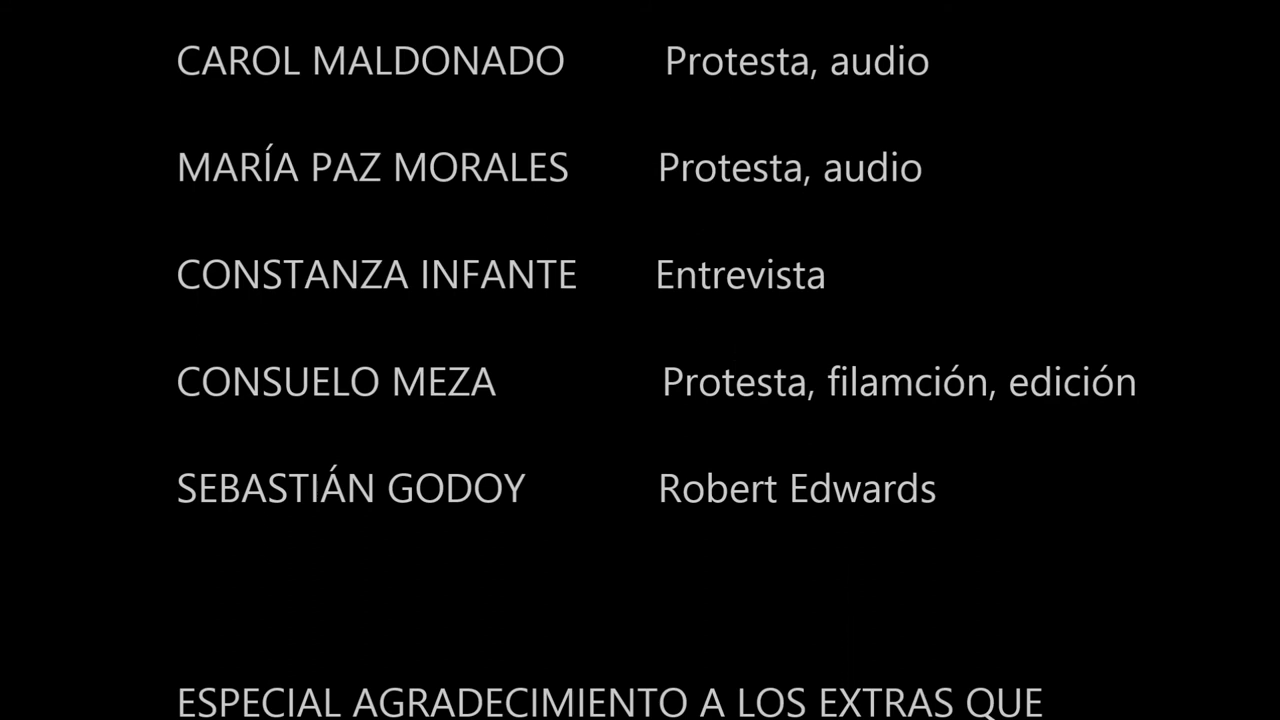 CAROL MALDONADO Protesta, audio
MARÍA PAZ MORALES Protesta, audio
CONSTANZA INFANTE Entrevista
CONSUELO MEZA Protesta, filamción, edición
SEBASTIÁN GODOY Robert Edwards
ESPECIAL AGRADECIMIENTO A LOS EXTRAS QUE